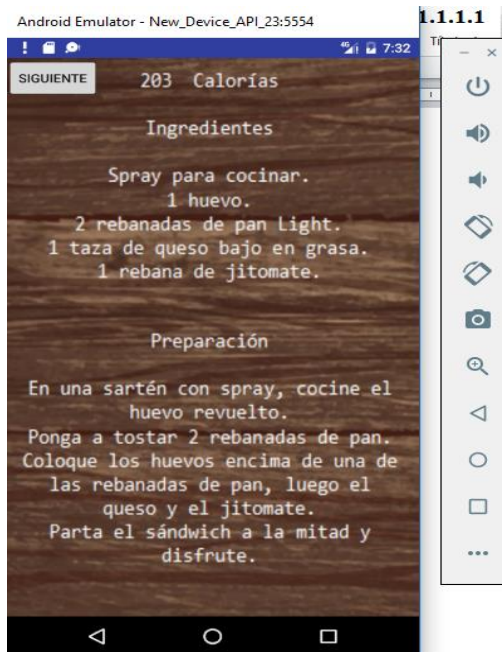 Android Emulator - New_Device_API_23:5554
1.1.1.1
7:32
SIGUIENTE
203 Calorías
Ingredientes
Spray para cocinar.
1 huevo.
2 rebanadas de pan Light.
1 taza de queso bajo en grasa.
1 rebana de jitomate.
Preparación
En una sartén con spray, cocine el
huevo revuelto.
Ponga a tostar 2 rebanadas de pan.
Coloque los huevos encima de una de
las rebanadas de pan, luego el
queso y el jitomate.
Parta el sándwich a la mitad y
disfrute.